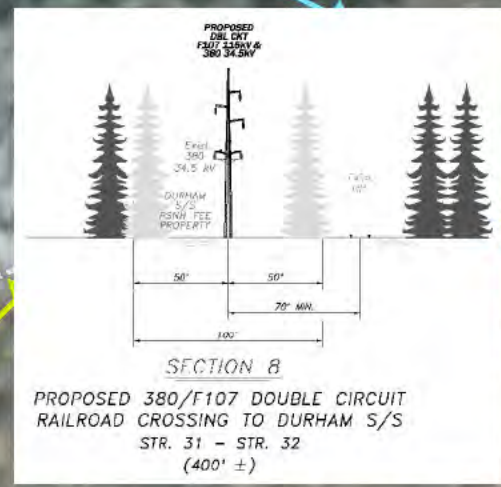 PROPOSED
DBL CKT
F107 115kV &
380 34.5kV
Exist.
380
34.5 kV
DURHAM
S/S
PSNH FEE
PROPERTY
50'
50'
70' MIN.
100'
SECTION 8
PROPOSED 380/F107 DOUBLE CIRCUIT
RAILROAD CROSSING TO DURHAM S/S
STR. 31 - STR. 32
(400' ±)